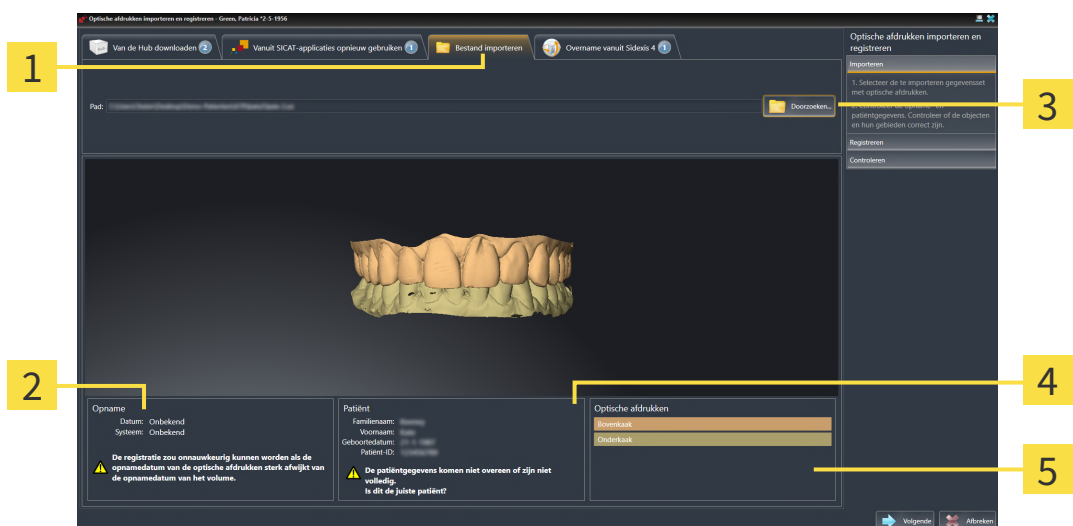 Optische afdrukken importeren en registreren - Green, Patricia *2-5-1956
Van de Hub downloaden 2
Vanuit SICAT-applicaties opnieuw gebruiken 1
Bestand importeren
Overname vanuit Sidexis 4 1
1
Pad:
Doorzoeken...
3
Optische afdrukken importeren en
registreren
Importeren
1. Selecteer de te importeren gegevensset
met optische afdrukken.
patiëntgegevens. Controleer of de objecten
en hun gebieden correct zijn.
Registreren
Controleren
2
Opname
Datum: Onbekend
Systeem: Onbekend
De registratie zou onnauwkeurig kunnen worden als de
opnamedatum van de optische afdrukken sterk afwijkt van
de opnamedatum van het volume.
Patiënt
Familienaam:
Voornaam:
Geboortedatum:
Patiënt-ID:
De patiëntgegevens komen niet overeen of zijn niet
volledig.
Is dit de juiste patiënt?
4
Optische afdrukken
Bovenkaak
Onderkaak
5
Volgende
Afbreken